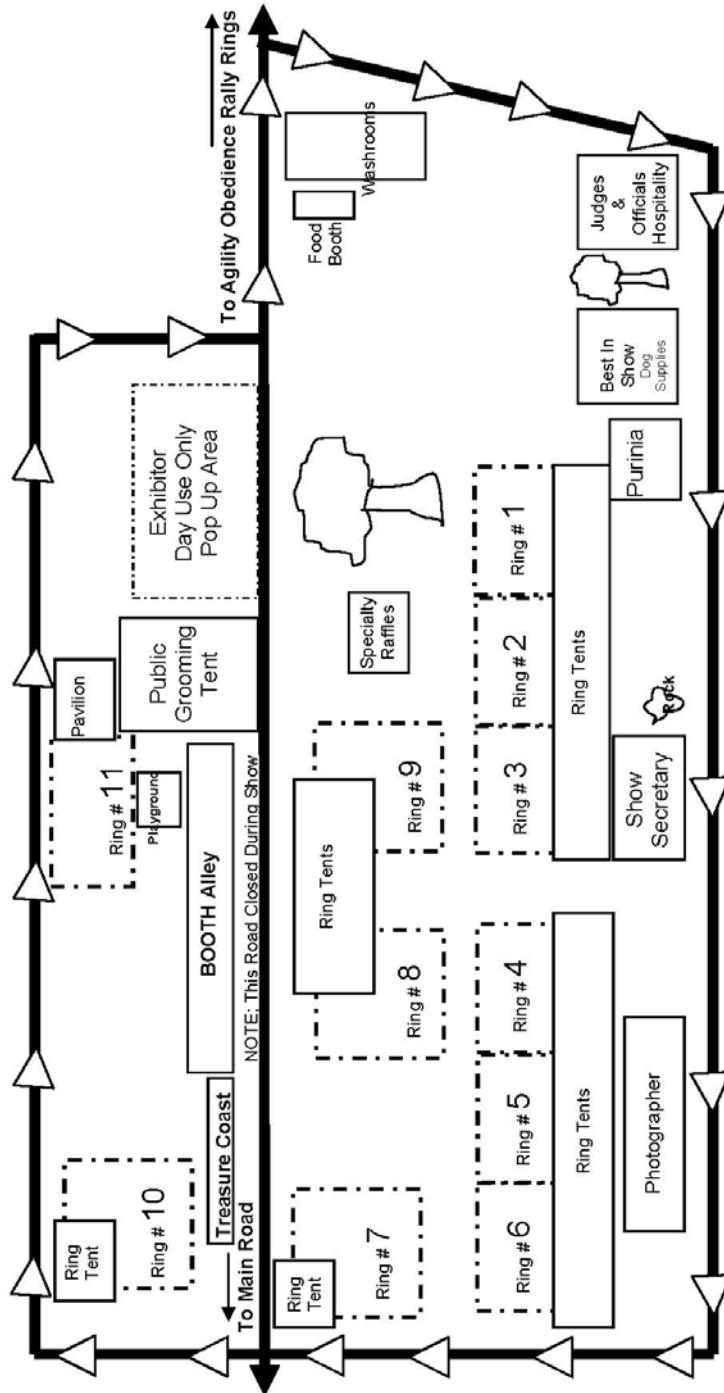 To Agility Obedience Rally Rings
Exhibitor
Day Use Only
Pop Up Area
Pavilion
Public
Grooming
Tent
Ring # 11
Playground
BOOTH Alley
NOTE; This Road Closed During Show
Treasure Coast
To Main Road
Ring
Tent
Ring # 10
Washrooms
Food
Booth
Specialty
Raffles
Ring Tents
Ring # 9
Ring # 8
Ring
Tent
Ring # 7
Ring # 6
Ring # 5
Ring # 4
Ring # 3
Ring # 2
Ring # 1
Ring Tents
Ring Tents
Photographer
Show
Secretary
Rock
Purinia
Best In
Show
Dog
Supplies
Judges
&
Officials
Hospitality